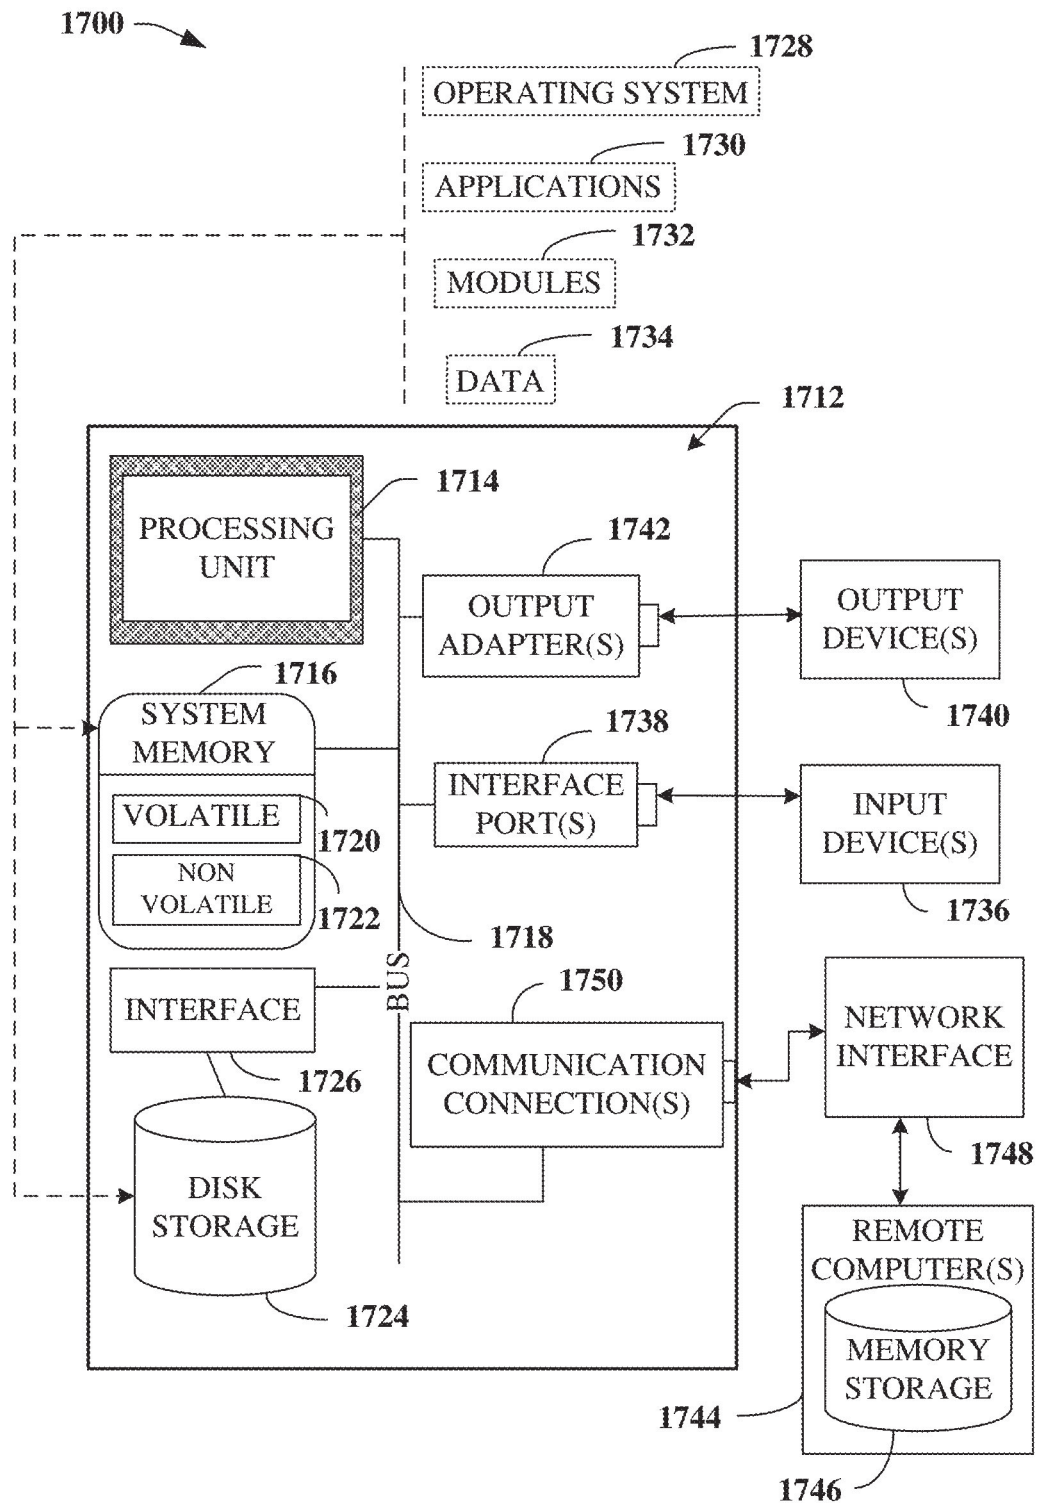 1700
1728
OPERATING SYSTEM
1730
APPLICATIONS
1732
MODULES
1734
DATA
1712
1714
PROCESSING
UNIT
1742
OUTPUT
ADAPTER(S)
OUTPUT
DEVICE(S)
1740
1716
SYSTEM
MEMORY
VOLATILE
1720
NON
VOLATILE
1722
1738
INTERFACE
PORT(S)
INPUT
DEVICE(S)
1736
1718
BUS
INTERFACE
1726
1750
COMMUNICATION
CONNECTION(S)
NETWORK
INTERFACE
1748
DISK
STORAGE
1724
REMOTE
COMPUTER(S)
MEMORY
STORAGE
1744
1746